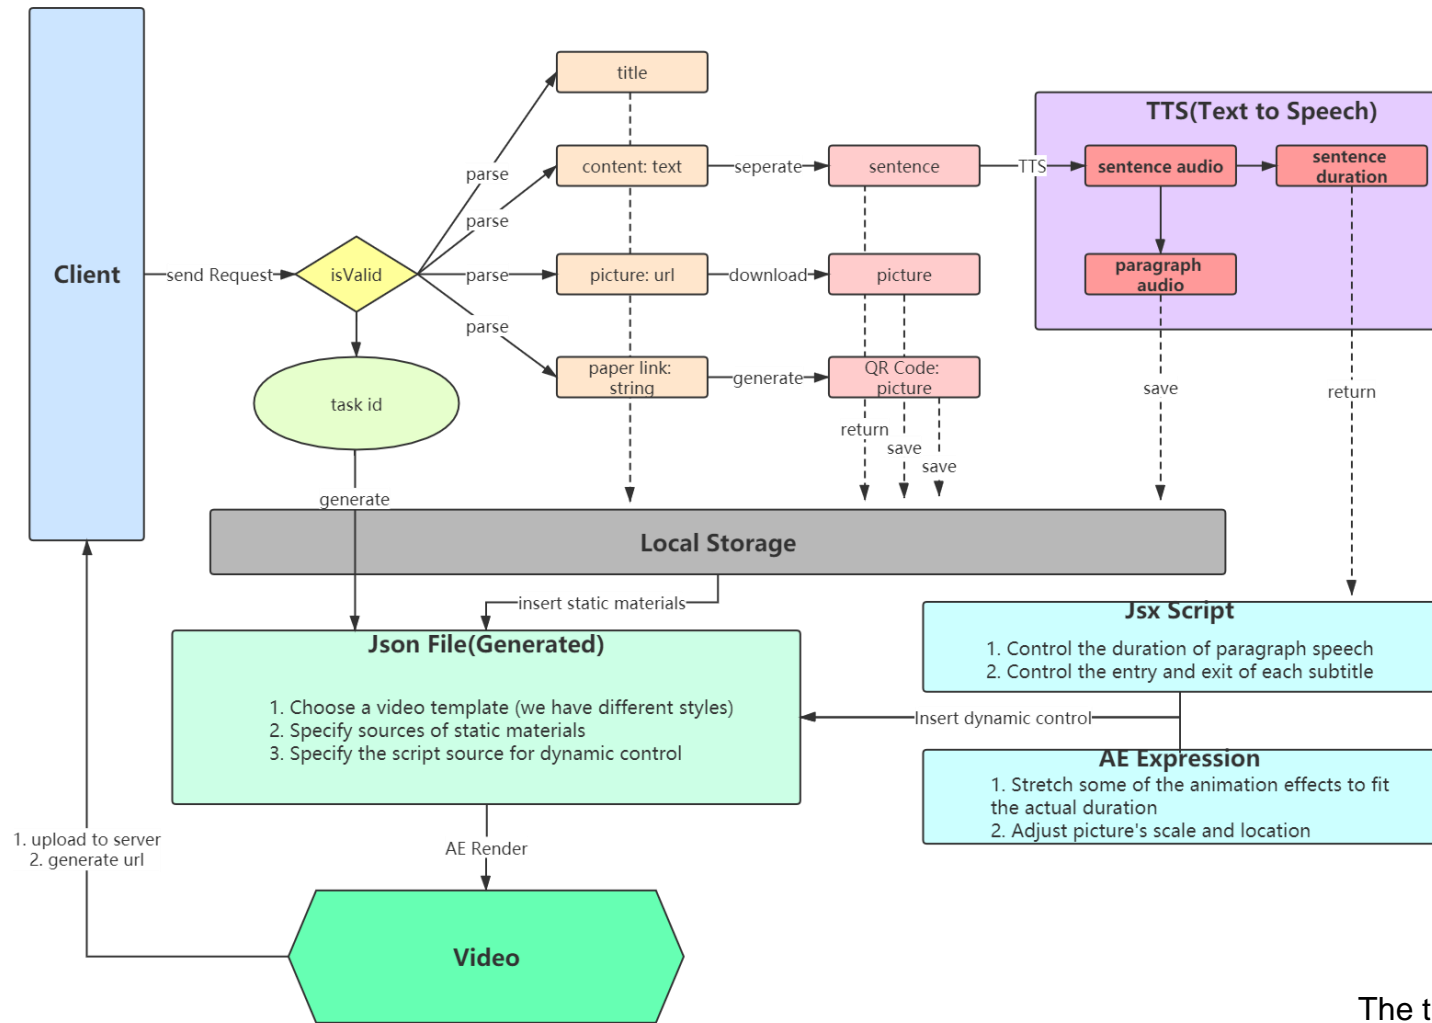 title
TTS(Text to Speech)
content: text
seperate
sentence
TTS
sentence audio
sentence
duration
parse
parse
Client
send Request
isValid
parse
picture: url
download
picture
paragraph
audio
parse
paper link:
string
generate
QR Code:
picture
task id
save
return
return
save
save
generate
Local Storage
insert static materials
Jsx Script
1. Control the duration of paragraph speech
2. Control the entry and exit of each subtitle
Json File(Generated)
1. Choose a video template (we have different styles)
2. Specify sources of static materials
3. Specify the script source for dynamic control
Insert dynamic control
AE Expression
1. Stretch some of the animation effects to fit
the actual duration
2. Adjust picture's scale and location
1. upload to server
2. generate url
AE Render
Video
The t